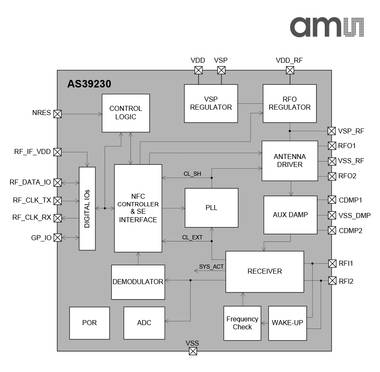 amu
VDD VSP VDD_RF
AS39230
CONTROL
LOGIC
VSP
REGULATOR
RFO
REGULATOR
NRES
VSP_RF
RFO1
VSS_RF
RFO2
ANTENNA
DRIVER
RF_IF_VDD
RF_DATA_IO
RF_CLK_TX
RF_CLK_RX
GP_IO
DIGITAL IOs
NFC
CONTROLLER
& SE
INTERFACE
CL_SH
PLL
CL_EXT
AUX DAMP
CDMP1
VSS_DMP
CDMP2
SYS_ACT
RECEIVER
RFI1
RFI2
DEMODULATOR
POR
ADC
Frequency
Check
WAKE-UP
VSS